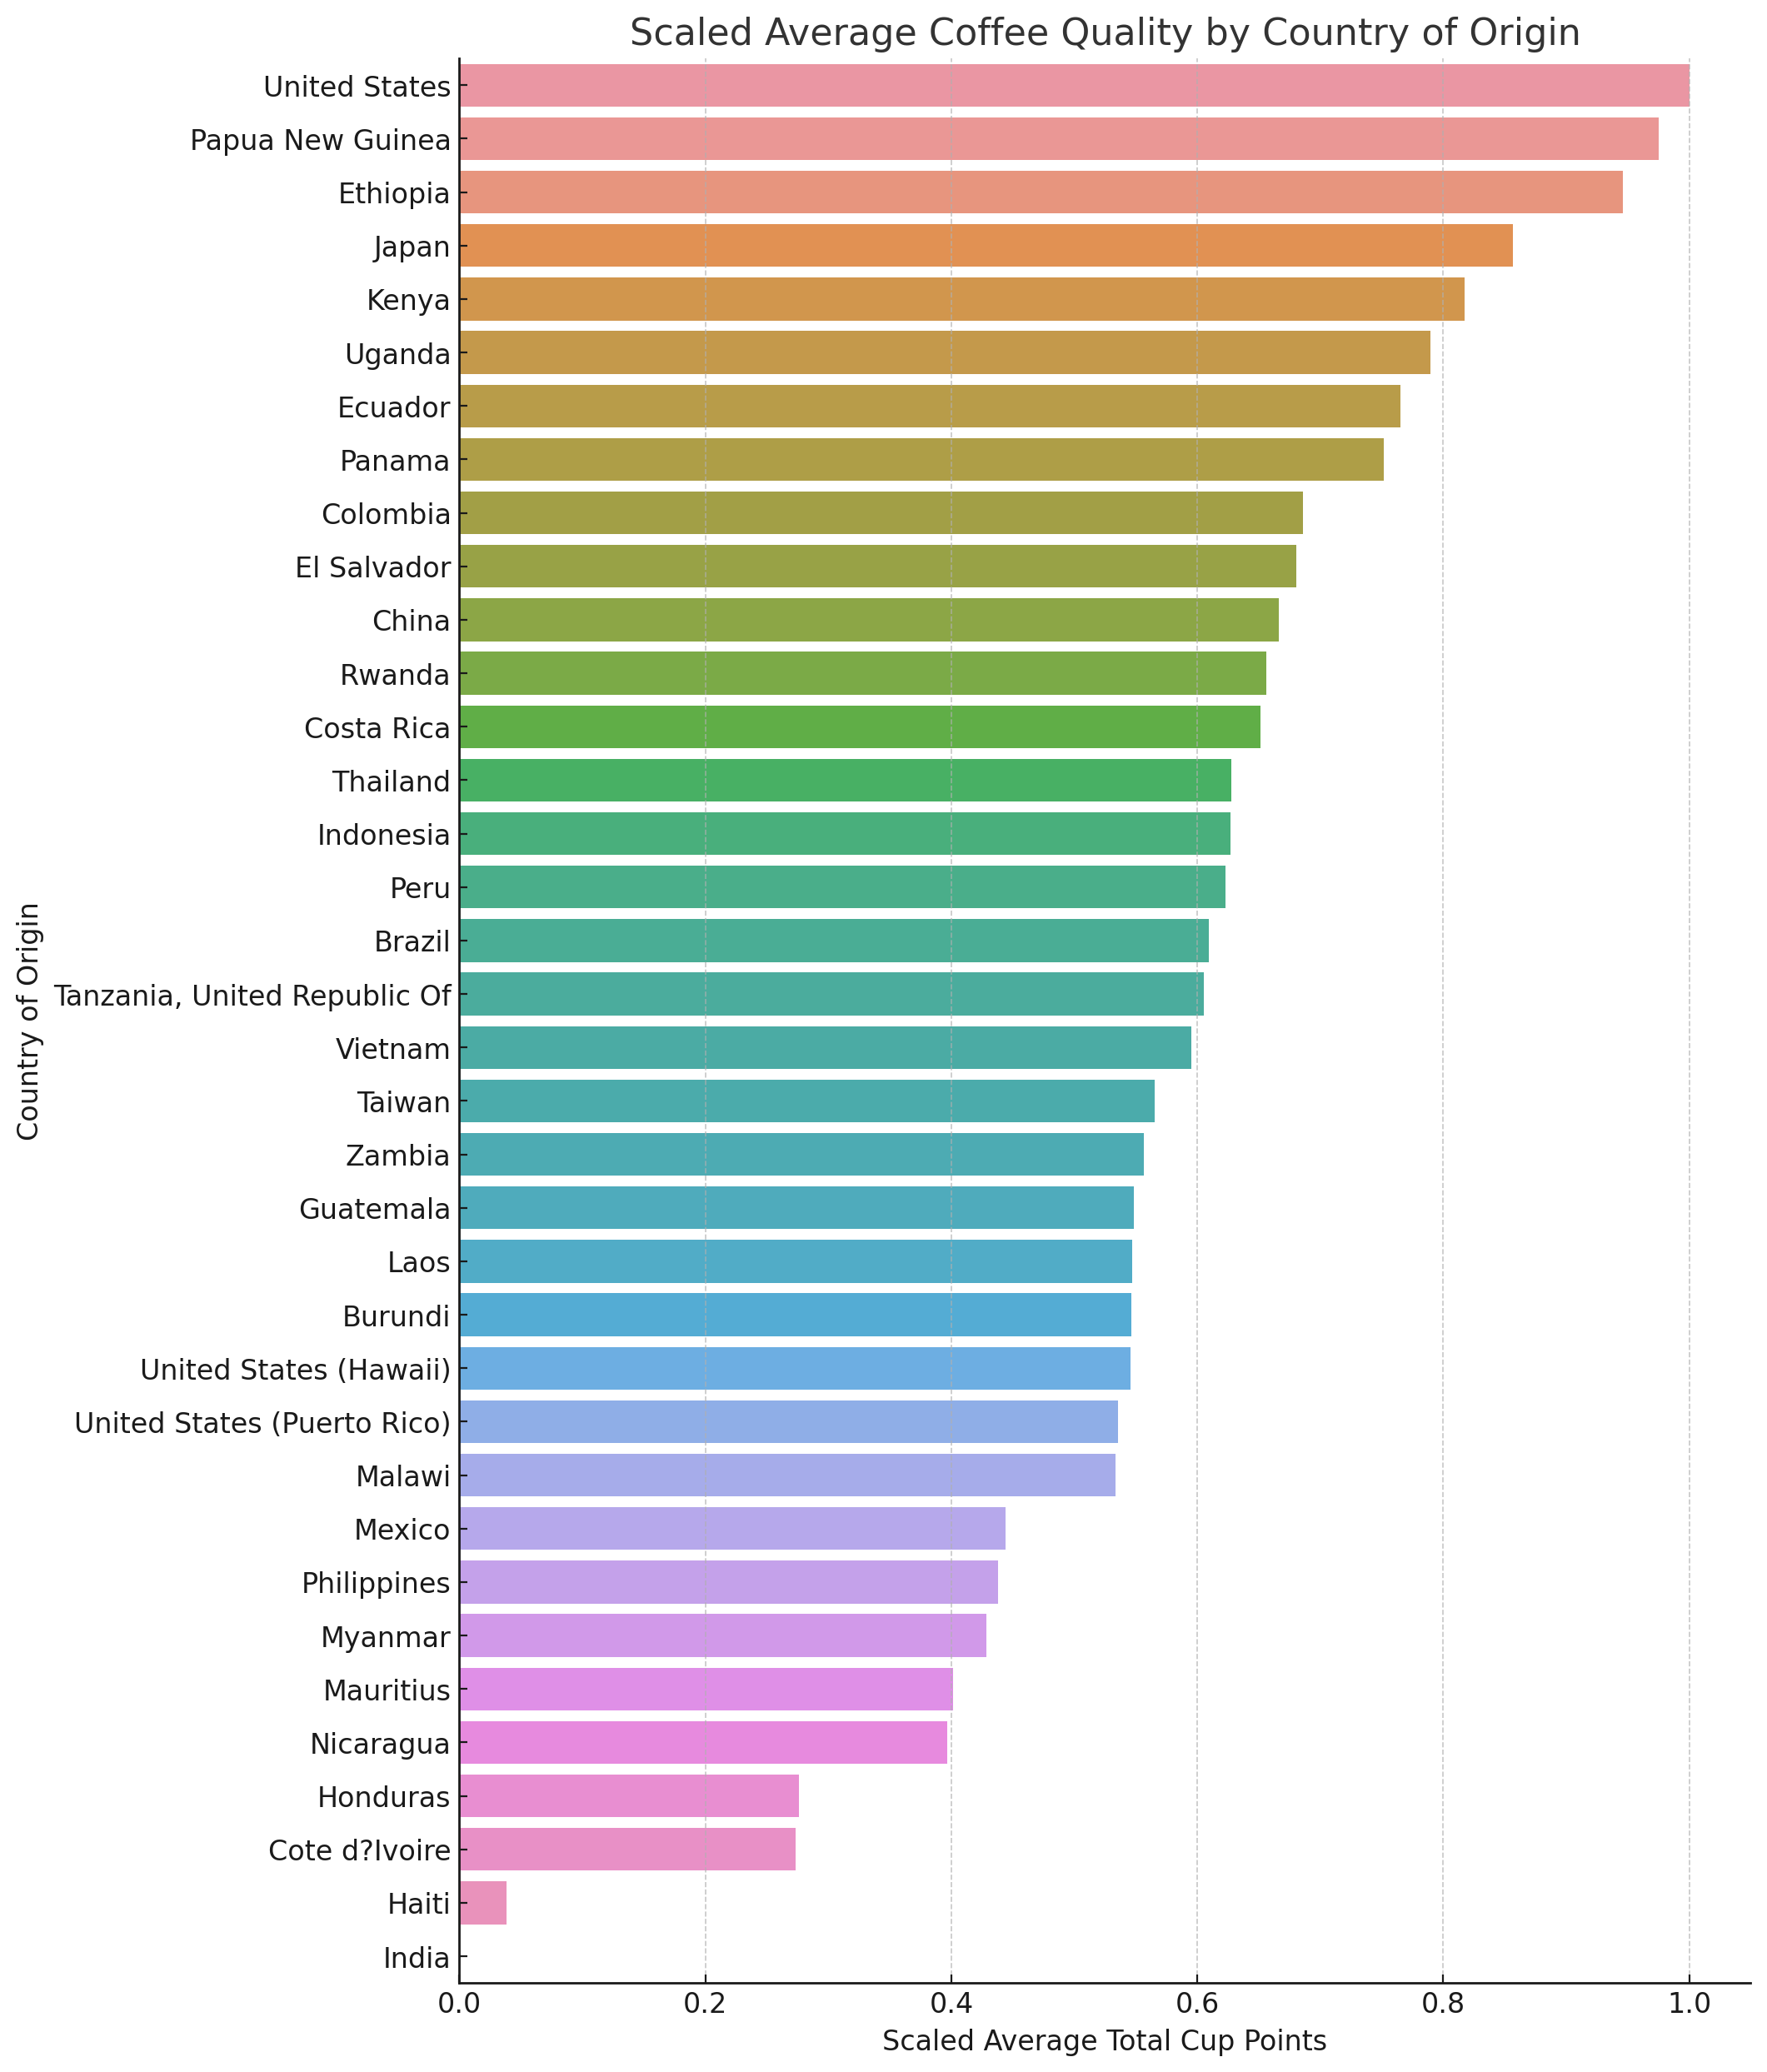 Scaled Average Coffee Quality by Country of Origin
Country of Origin
United States
Papua New Guinea
Ethiopia
Japan
Kenya
Uganda
Ecuador
Panama
Colombia
El Salvador
China
Rwanda
Costa Rica
Thailand
Indonesia
Peru
Brazil
Tanzania, United Republic Of
Vietnam
Taiwan
Zambia
Guatemala
Laos
Burundi
United States (Hawaii)
United States (Puerto Rico)
Malawi
Mexico
Philippines
Myanmar
Mauritius
Nicaragua
Honduras
Cote d?Ivoire
Haiti
India
0.0 0.2 0.4 0.6 0.8 1.0
Scaled Average Total Cup Points